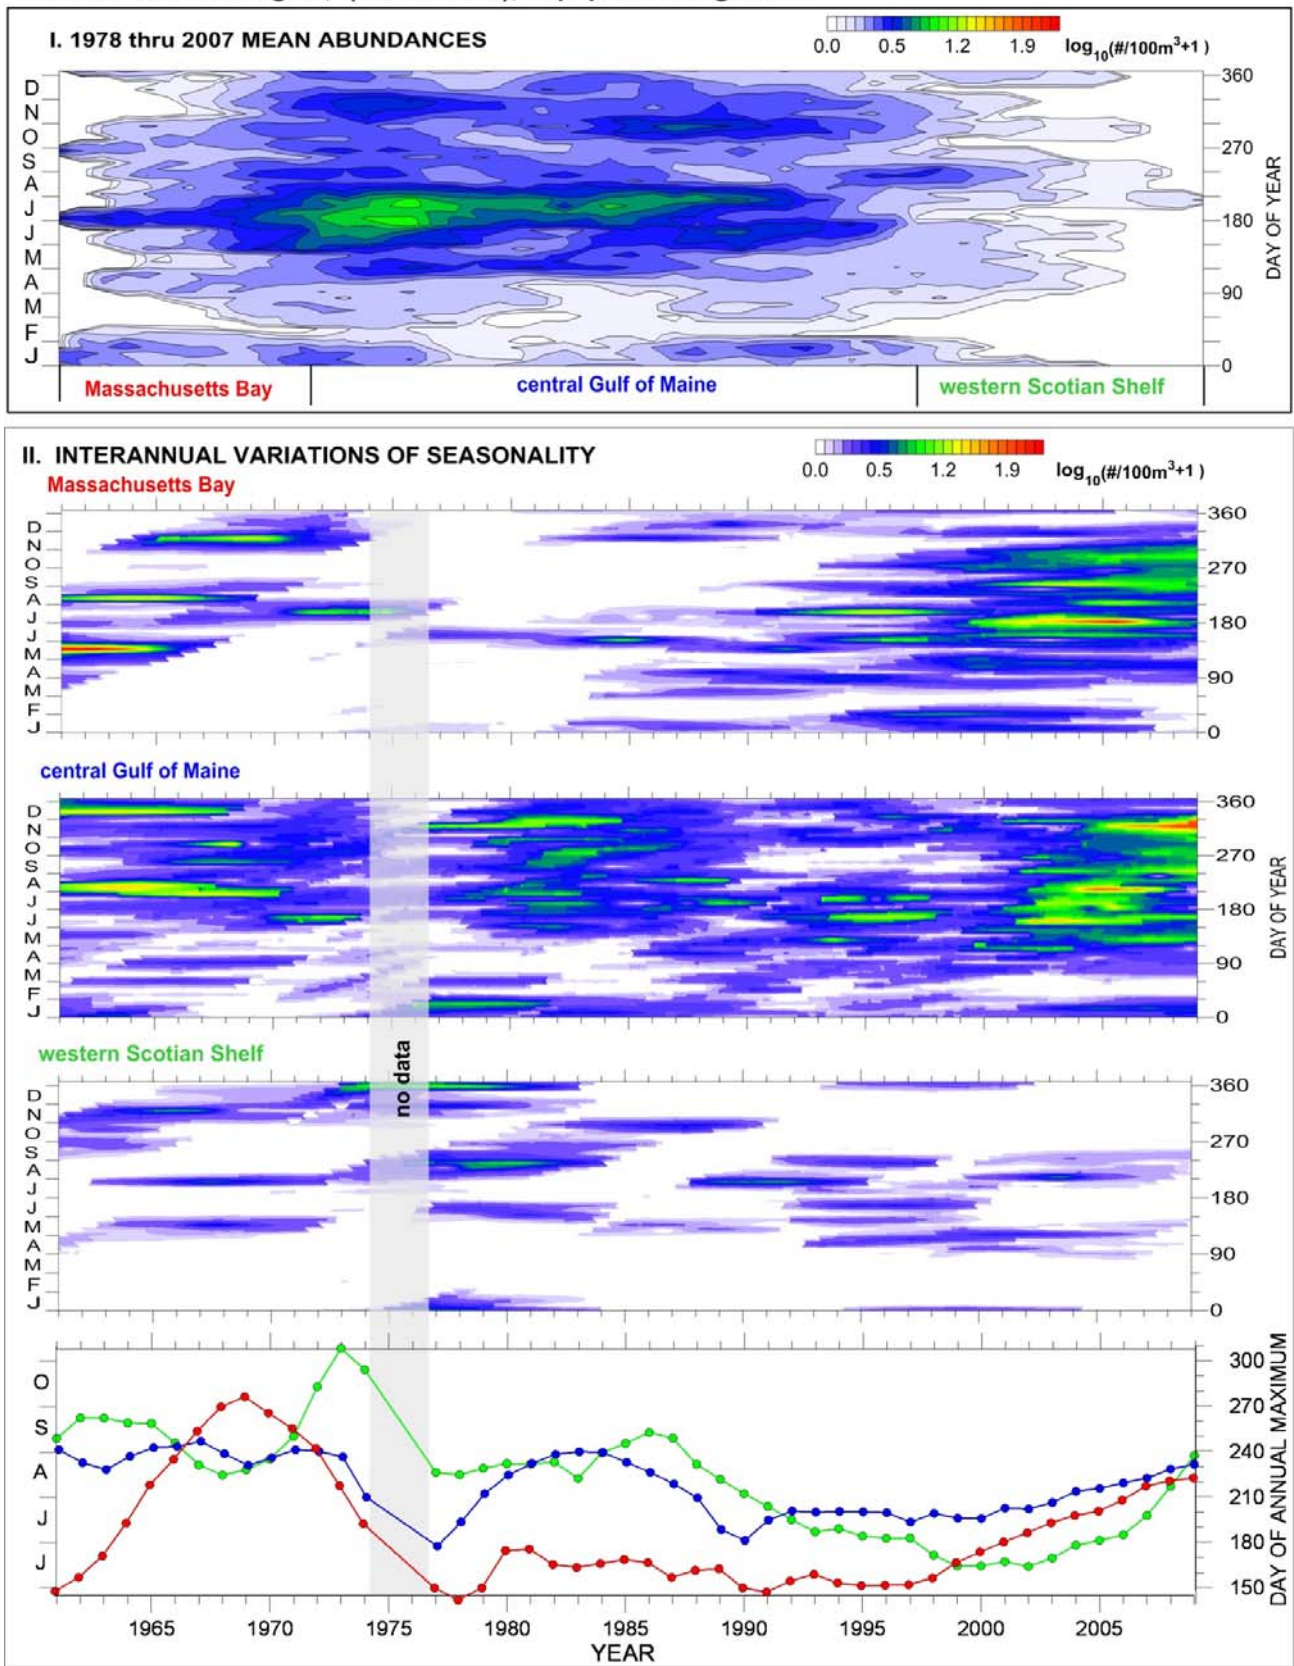 I. 1978 thru 2007 MEAN ABUNDANCES
0.0 0.5 1.2 1.9 log10(#/100m3+1 )
D
N
O
S
A
J
J
M
A
M
F
J
360
270
180
90
0
DAY OF YEAR
Massachusetts Bay central Gulf of Maine western Scotian Shelf
II. INTERANNUAL VARIATIONS OF SEASONALITY
0.0 0.5 1.2 1.9 log10(#/100m3+1 )
Massachusetts Bay
D
N
O
S
A
J
J
M
A
M
F
J
360
270
180
90
0
central Gulf of Maine
D
N
O
S
A
J
J
M
A
M
F
J
360
270
180
90
0
DAY OF YEAR
western Scotian Shelf
no data
D
N
O
S
A
J
J
M
A
M
F
J
360
270
180
90
0
O
S
A
J
J
300
270
240
210
180
150
DAY OF ANNUAL MAXIMUM
1965 1970 1975 1980 1985 1990 1995 2000 2005
YEAR